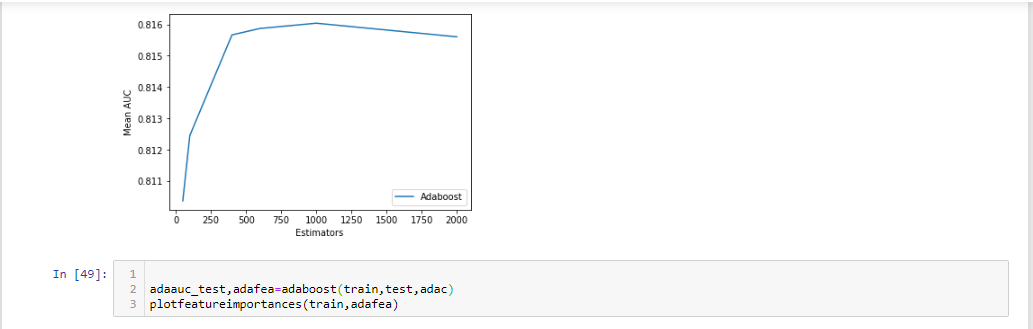 0.816
0.815
0.814
0.813
0.812
0.811
Mean AUC
Adaboost
0 250 500 750 1000 1250 1500 1750 2000
Estimators
In [49]:
1
2 adaauc_test,adafea=adaboost(train,test,adac)
3 plotfeatureimportances(train,adafea)